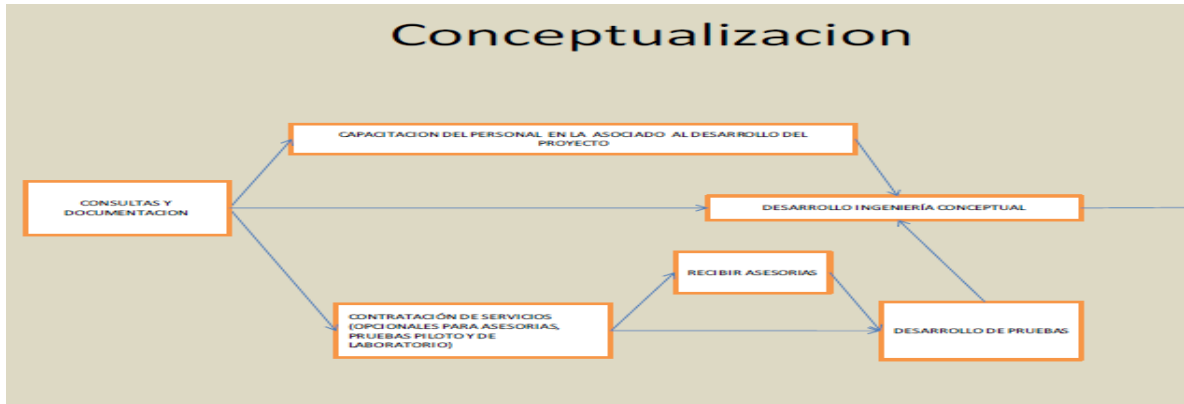 Conceptualizacion
CAPACITACION DEL PERSONAL EN LA ASOCIADO AL DESARROLLO DEL
PROYECTO
CONSULTAS Y
DOCUMENTACION
DESARROLLO INGENIERÍA CONCEPTUAL
RECIBIR ASESORIAS
CONTRATACIÓN DE SERVICIOS
(OPCIONALES PARA ASESORIAS,
PRUEBAS PILOTO Y DE
LABORATORIO)
DESARROLLO DE PRUEBAS